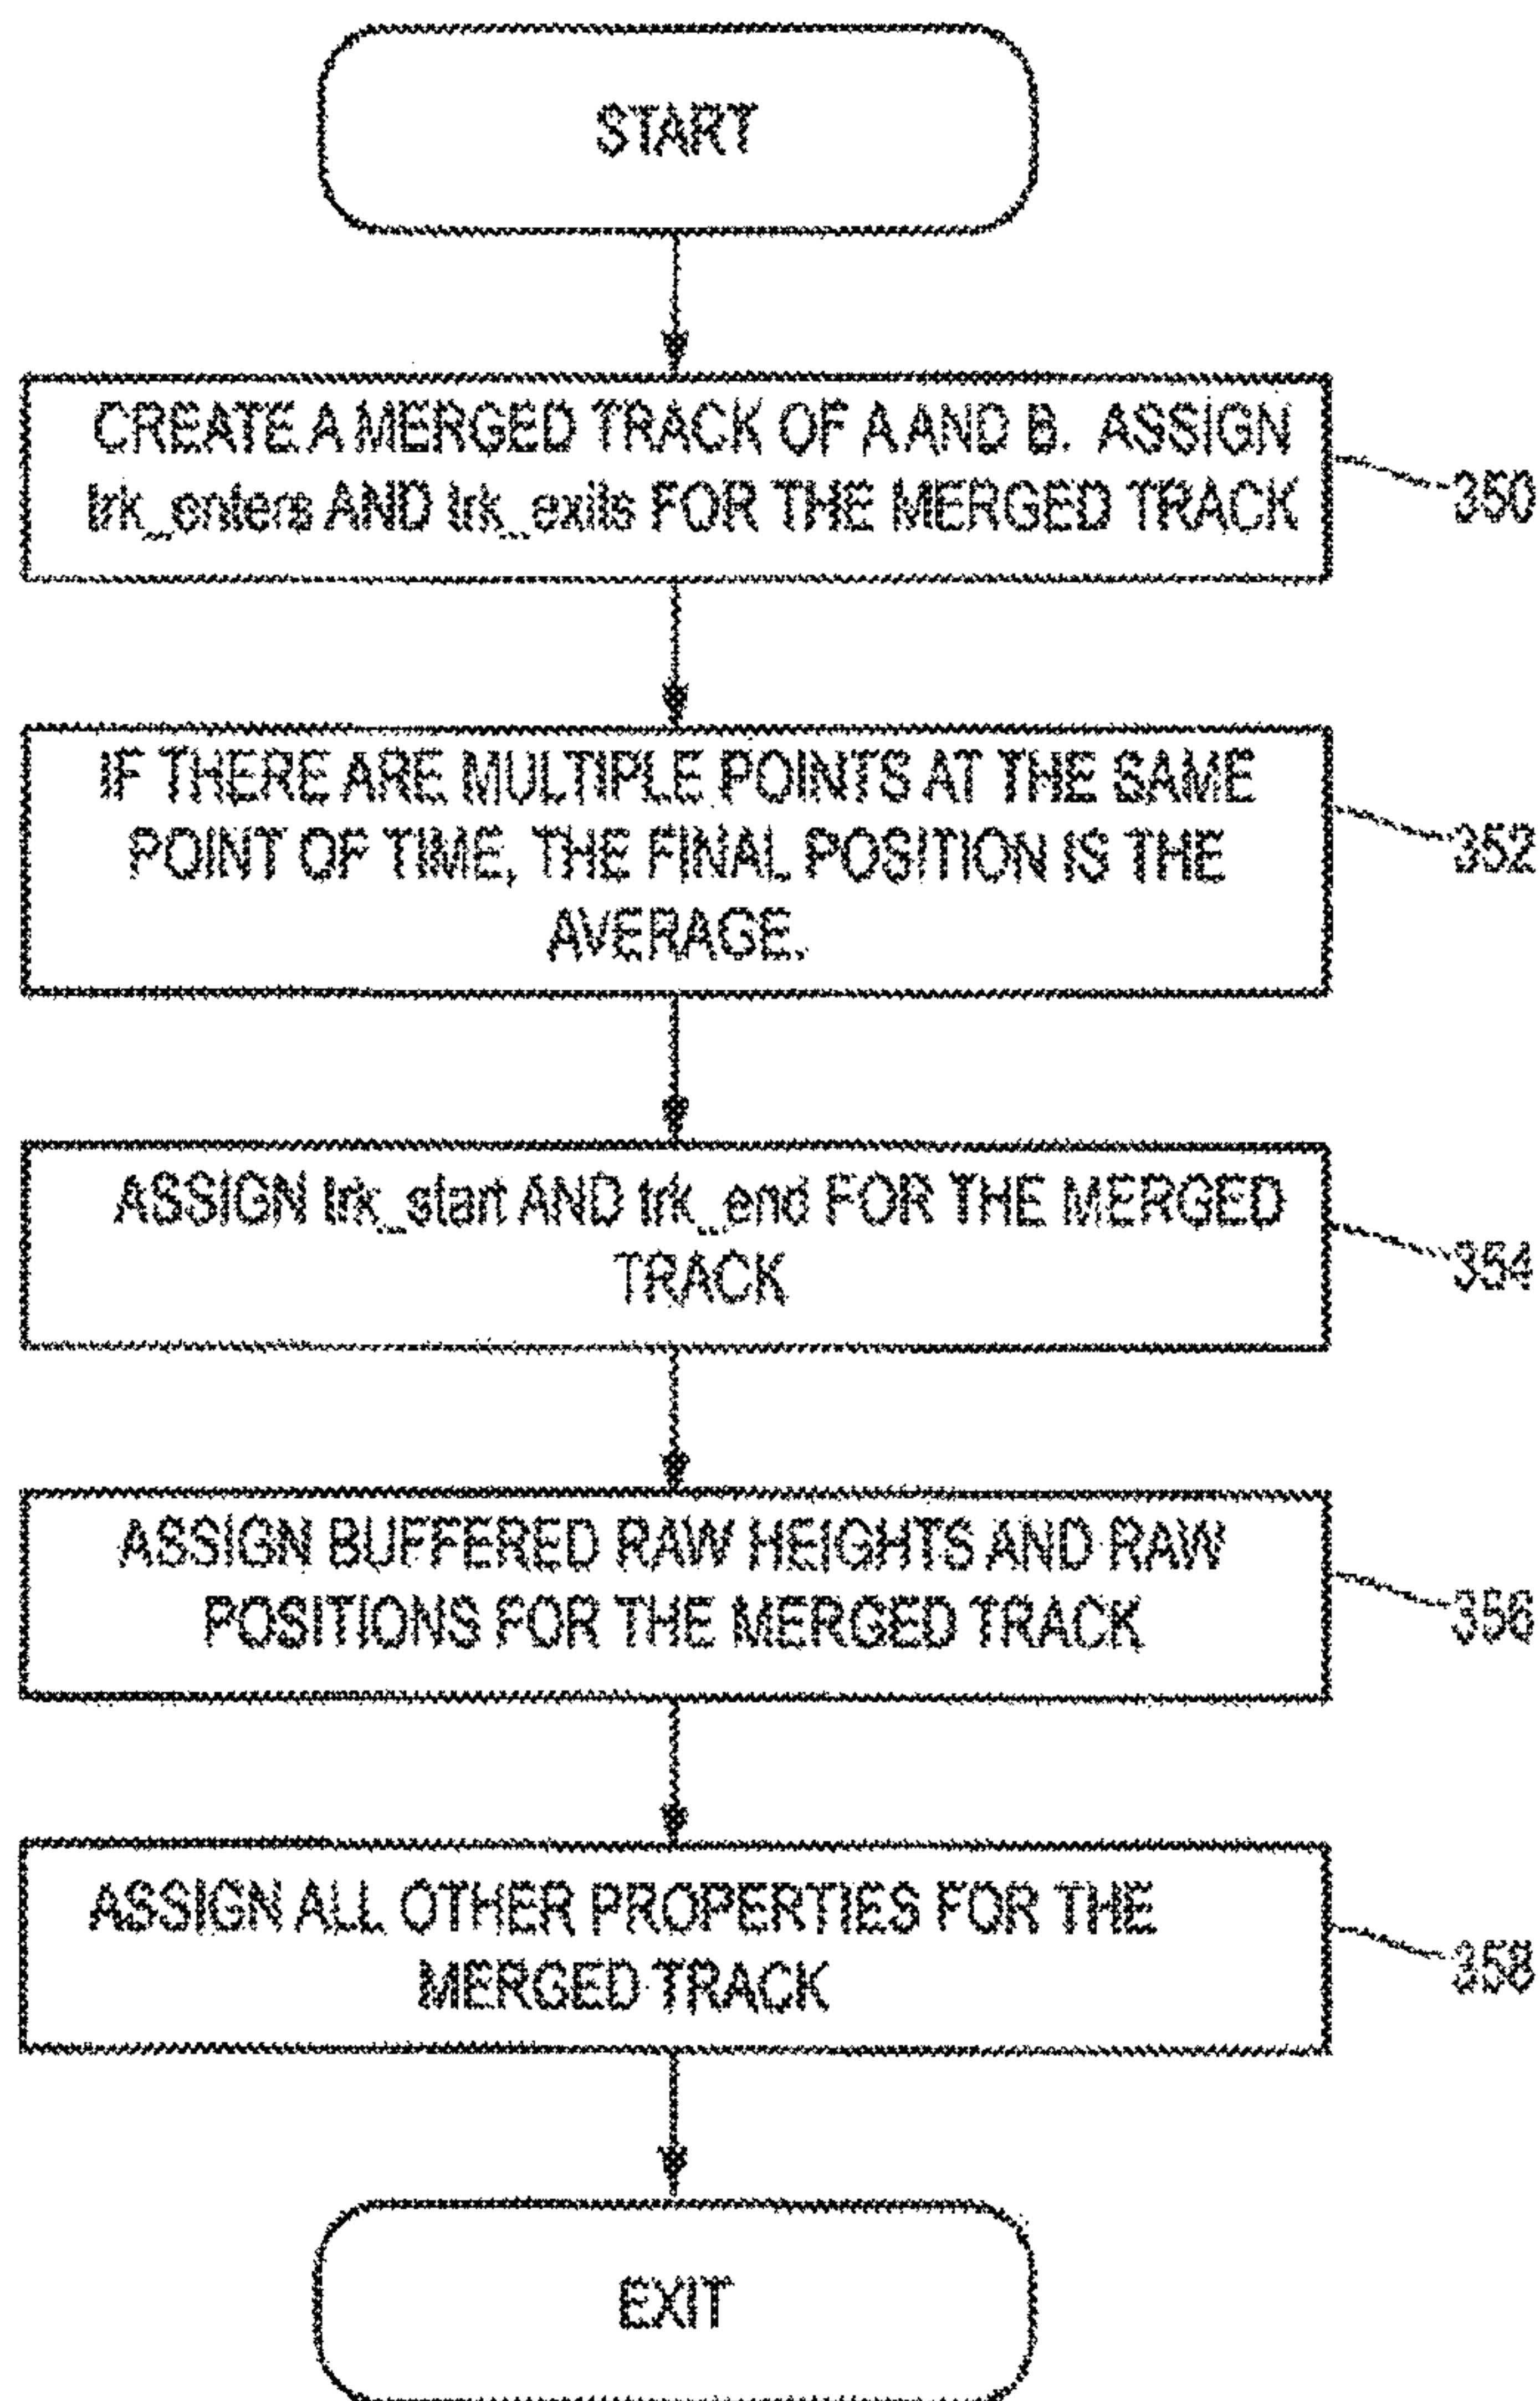 START
CREATE A MERGED TRACK OF A AND B. ASSIGN
trk_enters AND trk_exits FOR THE MERGED TRACK
350
IF THERE ARE MULTIPLE POINTS AT THE SAME
POINT OF TIME, THE FINAL POSITION IS THE
AVERAGE.
352
ASSIGN trk_start AND trk_end FOR THE MERGED
TRACK
354
ASSIGN BUFFERED RAW HEIGHTS AND RAW
POSITIONS FOR THE MERGED TRACK
356
ASSIGN ALL OTHER PROPERTIES FOR THE
MERGED TRACK
358
EXIT